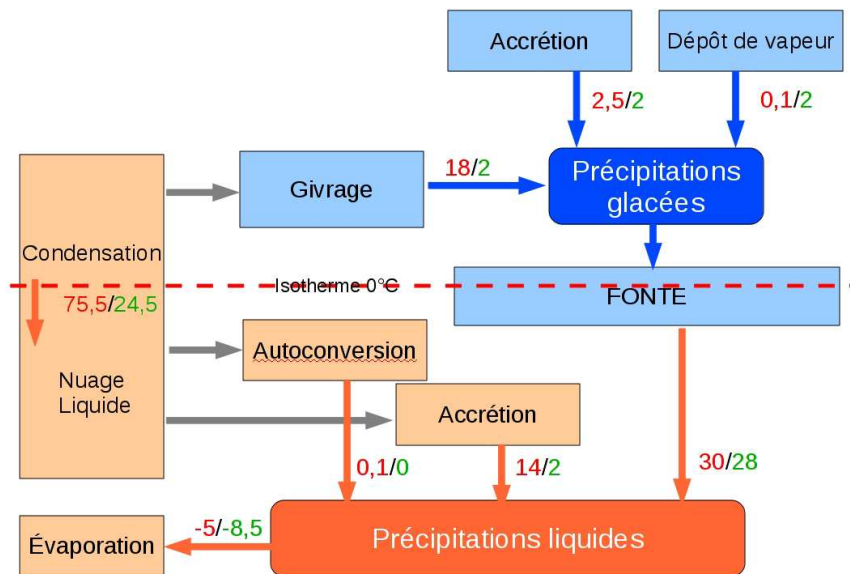 Accrétion
Dépôt de vapeur
2,5/2
0,1/2
Givrage
18/2
Précipitations
glacées
Condensation
Isotherme 0°C
FONTE
75,5/24,5
Autoconversion
Nuage
Liquide
Accrétion
0,1/0
14/2
30/28
-5/-8,5
Évaporation
Précipitations liquides